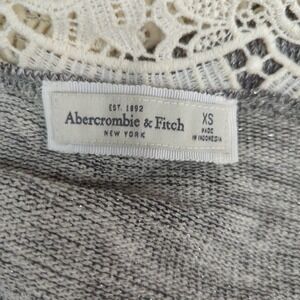 EST. 1892
Abercrombie & Fitch
NEW YORK
XS
MADE
IN INDONESIA